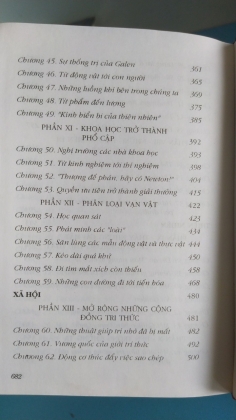 Chương 45. Sự thống trị của Galen 361
Chương 46. Từ động vật tới con người 365
Chương 47. Những luồng khí bên trong chúng ta 369
Chương 48. Từ phẩm đến lượng 375
Chương 49. "Kính hiển vi của thiên nhiên" 385
PHẦN XI - KHOA HỌC TRỞ THÀNH
PHỔ CẬP 392
Chương 50. Nghị trường các nhà khoa học 393
Chương 51. Từ kinh nghiệm tới thí nghiệm 398
Chương 52. "Thượng đế phán, hãy có Newton!" 404
Chương 53. Quyền ưu tiên trở thành giải thưởng 415
PHẦN XII - PHÂN LOẠI VẠN VẬT 422
Chương 54. Học quan sát 423
Chương 55. Phát minh các "loài" 434
Chương 56. Săn lùng các mẫu động vật và thực vật 444
Chương 57. Kéo dài quá khứ 450
Chương 58. Đi tìm mắt xích còn thiếu 458
Chương 59. Những con đường đi tới tiến hóa 468
XÃ HỘI 480
PHẦN XIII - MỞ RỘNG NHỮNG CỘNG
ĐỒNG TRI THỨC 481
Chương 60. Những thuật giúp trí nhớ đã bị mất 482
Chương 61. Vương quốc của giới trí thức 492
Chương 62. Động cơ thúc đẩy việc sao chép 500
682